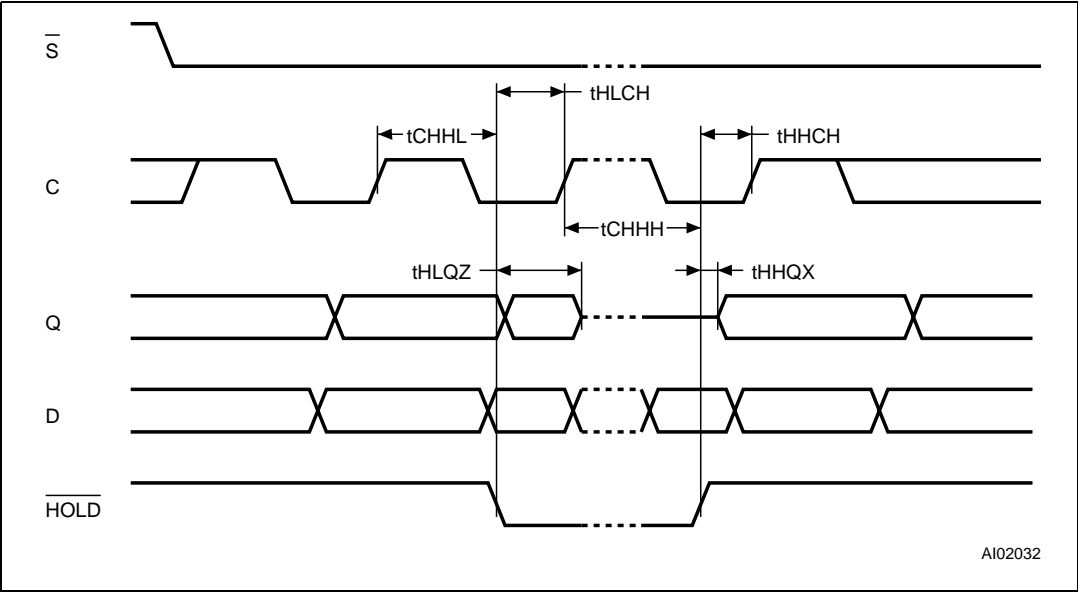 S
tHLCH
tCHHL
tHHCH
C
tCHHH
tHLQZ
tHHQX
Q
D
HOLD
AI02032